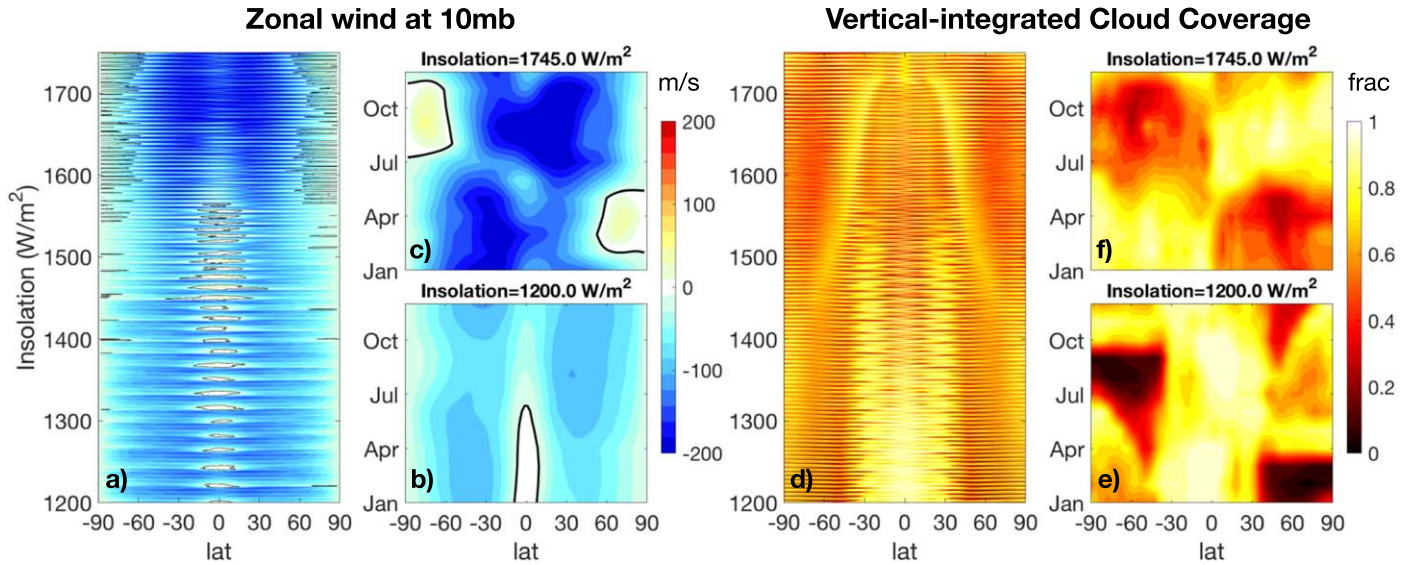 Zonal wind at 10mb
Vertical-integrated Cloud Coverage
Insolation (W/m²)
1700
1600
1500
1400
1300
1200
a)
-90 -60 -30 0 30 60 90
lat
Insolation=1745.0 W/m²
Oct
Jul
Apr
Jan
c)
Insolation=1200.0 W/m²
Oct
Jul
Apr
Jan
b)
-90 -60 -30 0 30 60 90
lat
m/s
200
100
0
-100
-200
1700
1600
1500
1400
1300
1200
d)
-90 -60 -30 0 30 60 90
lat
Insolation=1745.0 W/m²
Oct
Jul
Apr
Jan
f)
Insolation=1200.0 W/m²
Oct
Jul
Apr
Jan
e)
-90 -60 -30 0 30 60 90
lat
frac
1
0.8
0.6
0.4
0.2
0